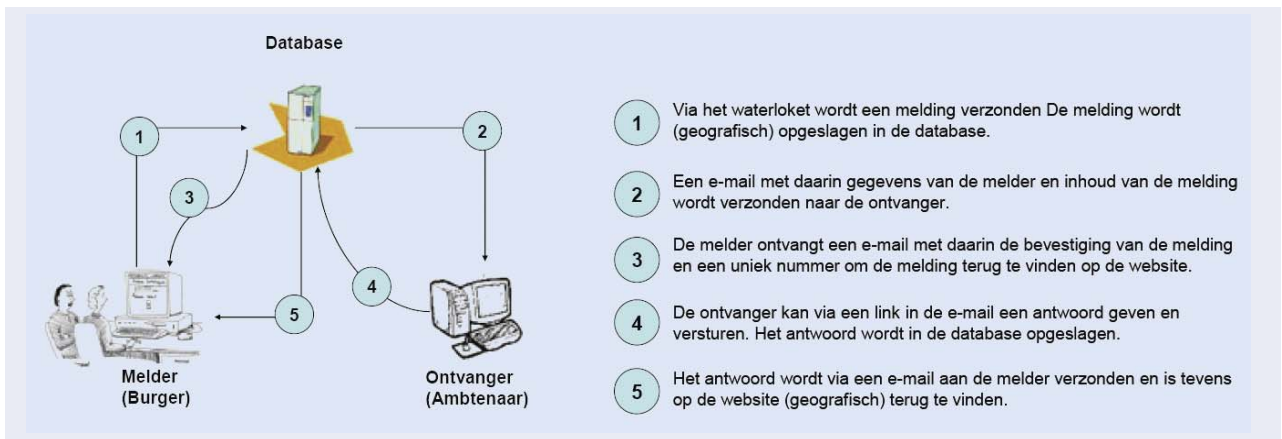 Database
1
2
3
4
5
Melder
(Burger)
Ontvanger
(Ambtenaar)
1
Via het waterloket wordt een melding verzonden De melding wordt
(geografisch) opgeslagen in de database.
2
Een e-mail met daarin gegevens van de melder en inhoud van de melding
wordt verzonden naar de ontvanger.
3
De melder ontvangt een e-mail met daarin de bevestiging van de melding
en een uniek nummer om de melding terug te vinden op de website.
4
De ontvanger kan via een link in de e-mail een antwoord geven en
versturen. Het antwoord wordt in de database opgeslagen.
5
Het antwoord wordt via een e-mail aan de melder verzonden en is tevens
op de website (geografisch) terug te vinden.